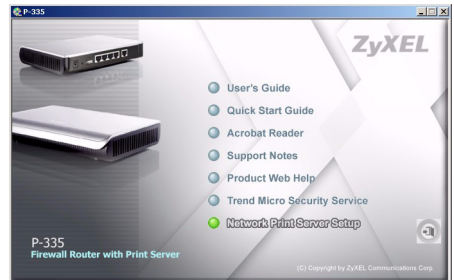 P-335
ZyXEL
User's Guide
Quick Start Guide
Acrobat Reader
Support Notes
Product Web Help
Trend Micro Security Service
Network Print Server Setup
P-335
Firewall Router with Print Server
(C) Copyright by ZyXEL Communications Corp.